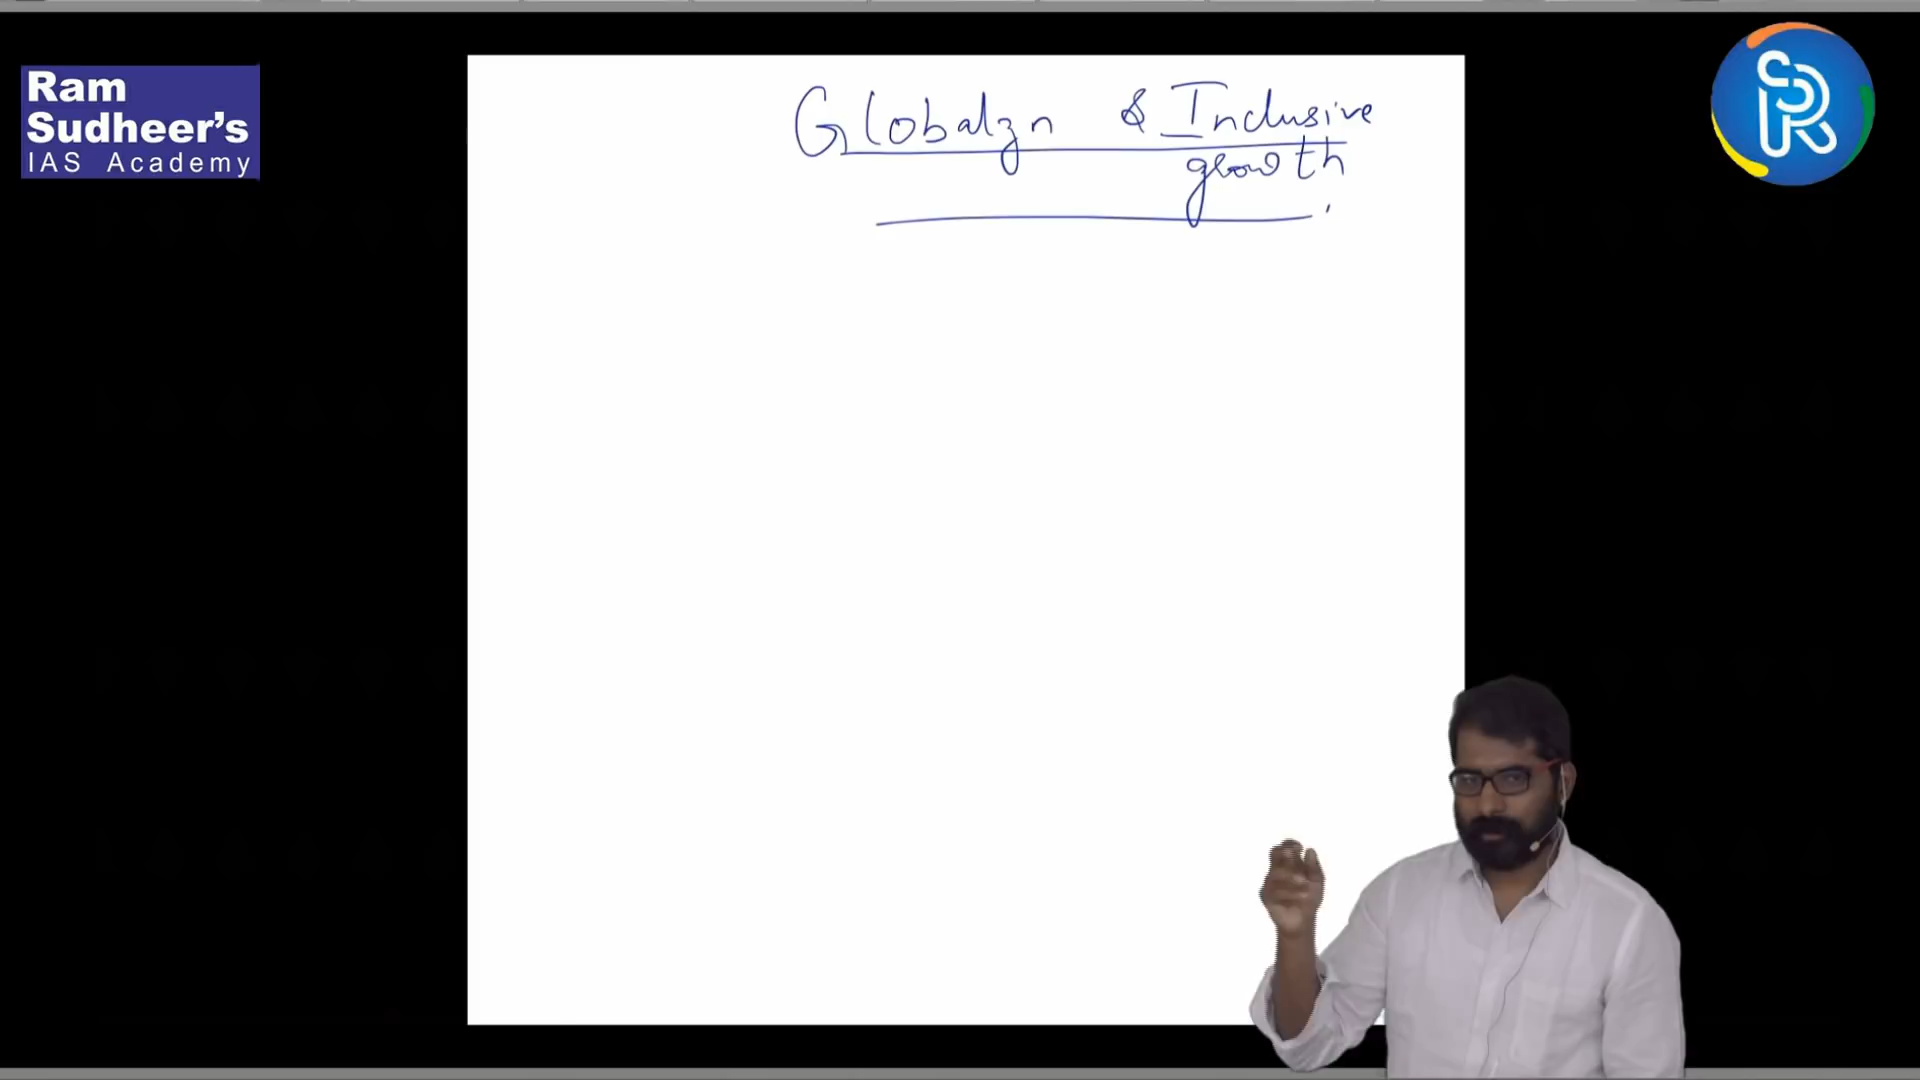 Ram
Sudheer's
IAS Academy
Globalzn & Inclusive
growth